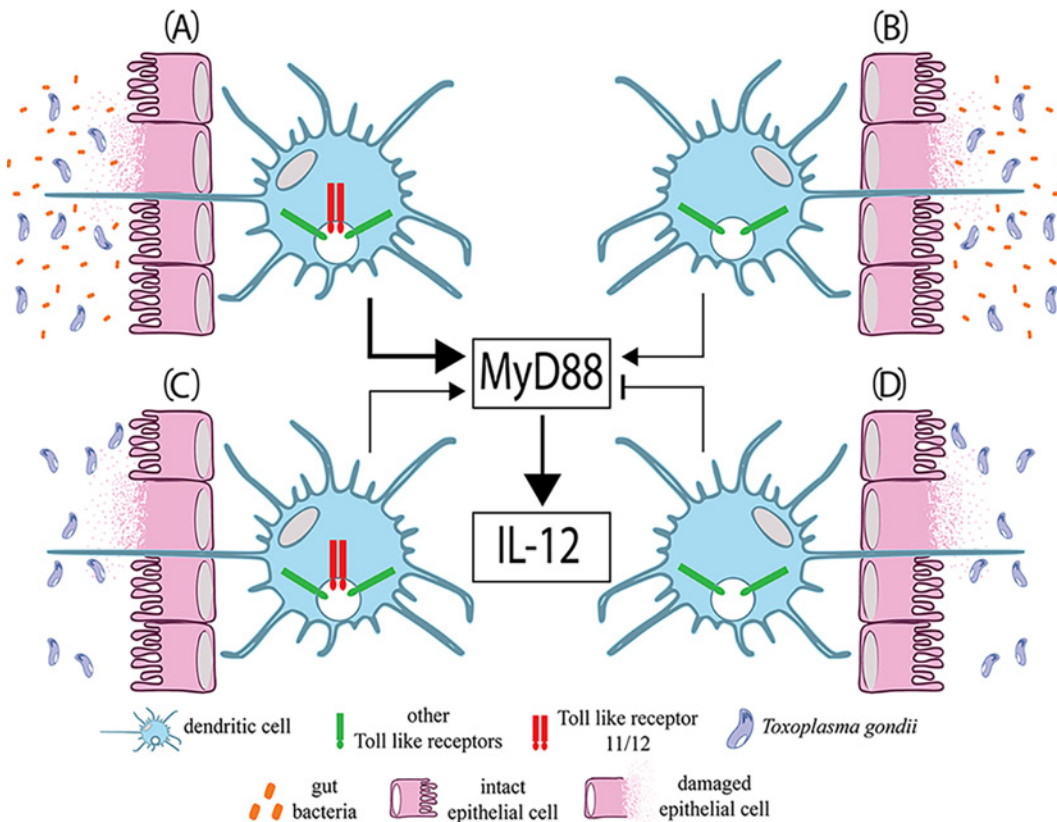 (A)
(B)
MyD88
(C)
(D)
IL-12
dendritic cell
other
Toll like receptors
Toll like receptor
11/12
Toxoplasma gondii
gut
bacteria
intact
epithelial cell
damaged
epithelial cell